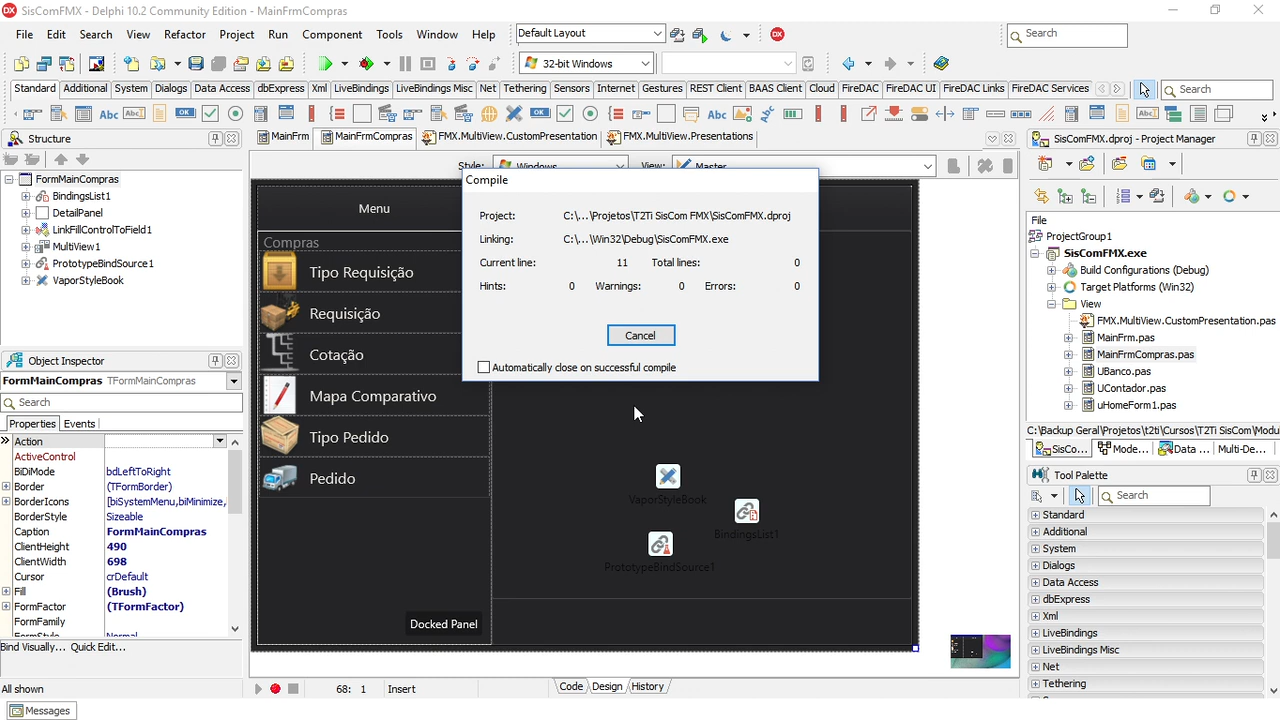 SisComFMX - Delphi 10.2 Community Edition - MainFrmCompras
File Edit Search View Refactor Project Run Component Tools Window Help
Default Layout
Search
32-bit Windows
Standard Additional System Dialogs Data Access dbExpress Xml LiveBindings LiveBindings Misc Net Tethering Sensors Internet Gestures REST Client BAAS Client Cloud FireDAC FireDAC UI FireDAC Links FireDAC Services
Search
Structure
FormMainCompras
BindingsList1
DetailPanel
LinkFillControlToField1
MultiView1
PrototypeBindSource1
VaporStyleBook
Object Inspector
FormMainCompras TFormMainCompras
Search
Properties Events
Action
ActiveControl
BiDiMode bdLeftToRight
Border (TFormBorder)
BorderIcons [biSystemMenu,biMinimize,
BorderStyle Sizeable
Caption FormMainCompras
ClientHeight 490
ClientWidth 698
Cursor crDefault
Fill (Brush)
FormFactor (TFormFactor)
FormFamily
FormStyle Normal
Bind Visually... Quick Edit...
All shown
Messages
MainFrm MainFrmCompras FMX.MultiView.CustomPresentation FMX.MultiView.Presentations
Style: Windows View: Master
Menu
Compras
Tipo Requisição
Requisição
Cotação
Mapa Comparativo
Tipo Pedido
Pedido
Docked Panel
VaporStyleBook
BindingsList1
PrototypeBindSource1
Compile
Project: C:\...\Projetos\T2Ti SisCom FMX\SisComFMX.dproj
Linking: C:\...\Win32\Debug\SisComFMX.exe
Current line: 11 Total lines: 0
Hints: 0 Warnings: 0 Errors: 0
Cancel
Automatically close on successful compile
68: 1 Insert
Code Design History
SisComFMX.dproj - Project Manager
File
ProjectGroup1
SisComFMX.exe
Build Configurations (Debug)
Target Platforms (Win32)
View
FMX.MultiView.CustomPresentation.pas
MainFrm.pas
MainFrmCompras.pas
UBanco.pas
UContador.pas
uHomeForm1.pas
C:\Backup Geral\Projetos\t2ti\Cursos\T2Ti SisCom\Modu
SisCo... Mode... Data ... Multi-De...
Tool Palette
Search
Standard
Additional
System
Dialogs
Data Access
dbExpress
Xml
LiveBindings
LiveBindings Misc
Net
Tethering